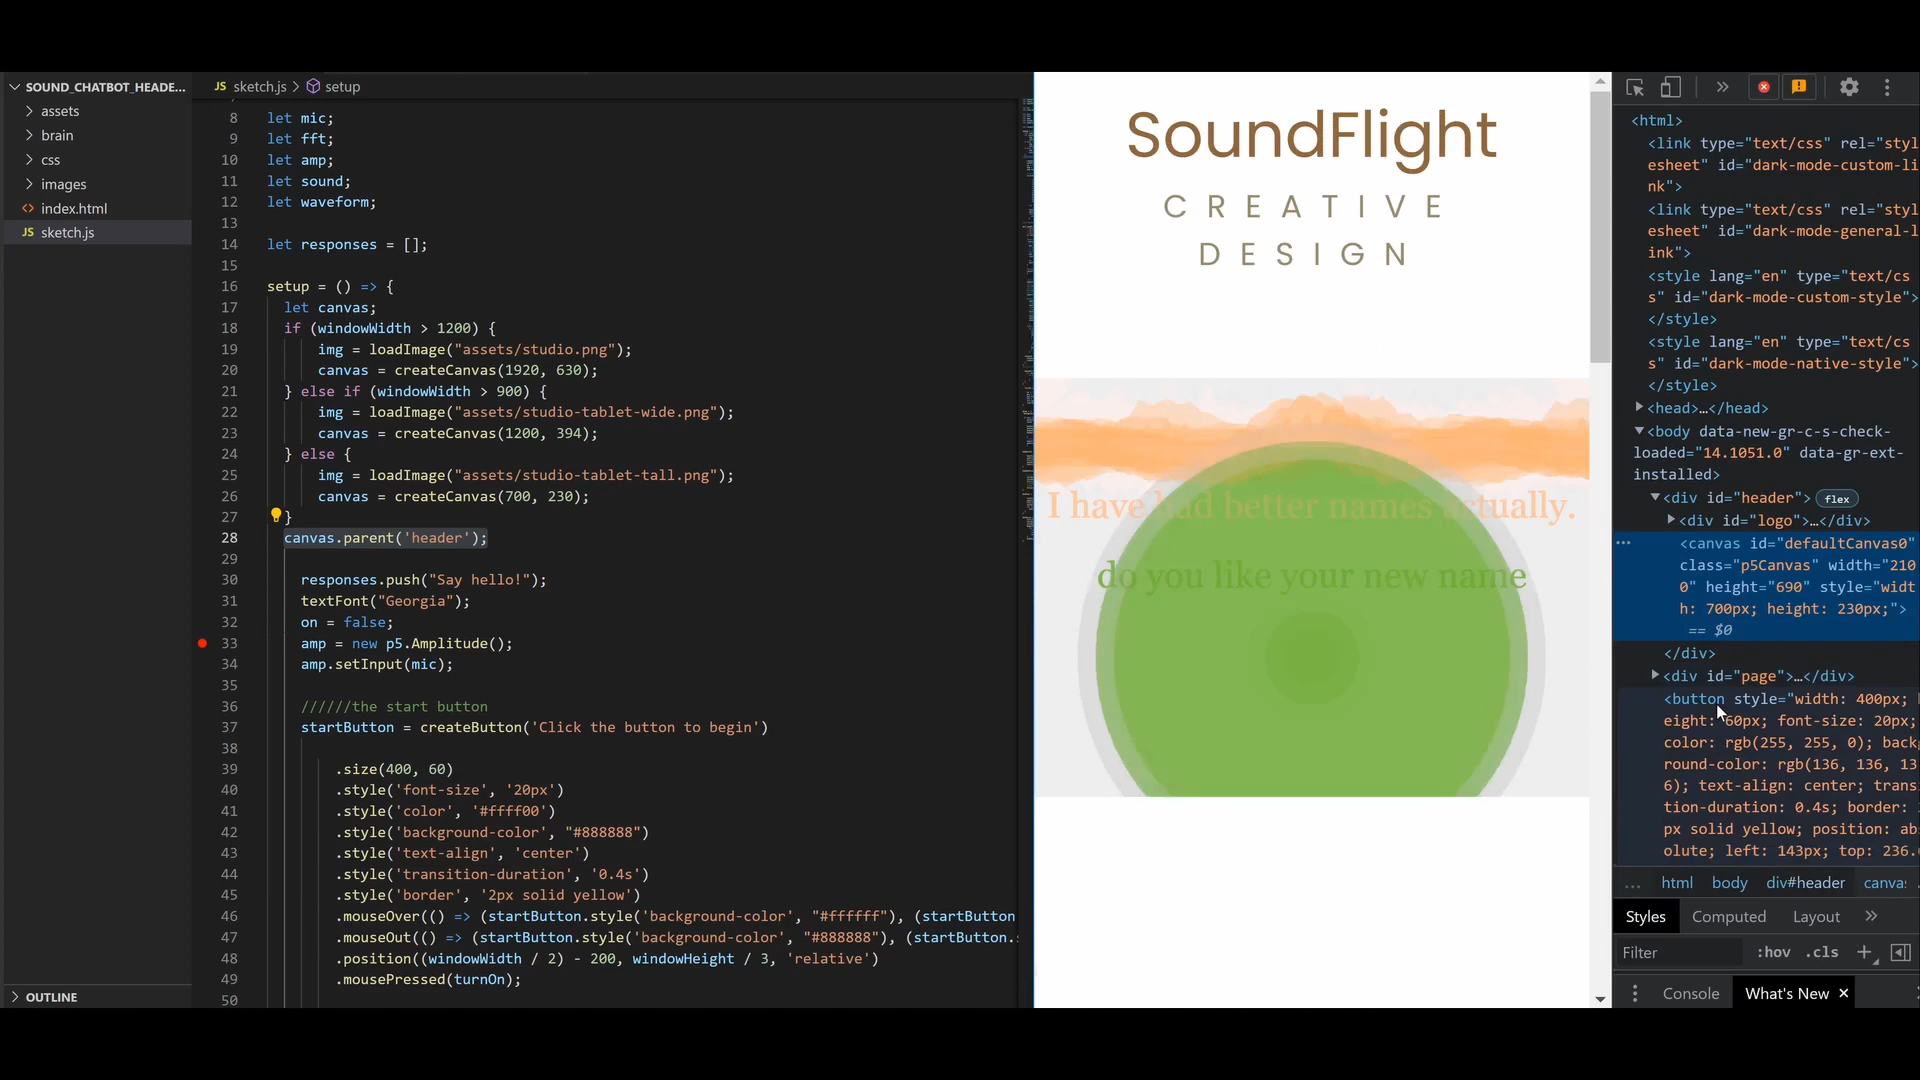 SOUND_CHATBOT_HEADE...
assets
brain
css
images
<> index.html
JS sketch.js
OUTLINE
JS sketch.js > setup
8 let mic;
9 let fft;
10 let amp;
11 let sound;
12 let waveform;
13
14 let responses = [];
15
16 setup = () => {
17 let canvas;
18 if (windowWidth > 1200) {
19 img = loadImage("assets/studio.png");
20 canvas = createCanvas(1920, 630);
21 } else if (windowWidth > 900) {
22 img = loadImage("assets/studio-tablet-wide.png");
23 canvas = createCanvas(1200, 394);
24 } else {
25 img = loadImage("assets/studio-tablet-tall.png");
26 canvas = createCanvas(700, 230);
27 }
28 canvas.parent('header');
29
30 responses.push("Say hello!");
31 textFont("Georgia");
32 on = false;
33 amp = new p5.Amplitude();
34 amp.setInput(mic);
35
36 //////the start button
37 startButton = createButton('Click the button to begin')
38
39 .size(400, 60)
40 .style('font-size', '20px')
41 .style('color', '#ffff00')
42 .style('background-color', "#888888")
43 .style('text-align', 'center')
44 .style('transition-duration', '0.4s')
45 .style('border', '2px solid yellow')
46 .mouseOver(() => (startButton.style('background-color', "#ffffff"), (startButton
47 .mouseOut(() => (startButton.style('background-color', "#888888"), (startButton.
48 .position((windowWidth / 2) - 200, windowHeight / 3, 'relative')
49 .mousePressed(turnOn);
50
SoundFlight
CREATIVE
DESIGN
I have had better names actually.
do you like your new name
<html>
<link type="text/css" rel="styl
esheet" id="dark-mode-custom-li
nk">
<link type="text/css" rel="styl
esheet" id="dark-mode-general-l
ink">
<style lang="en" type="text/cs
s" id="dark-mode-custom-style">
</style>
<style lang="en" type="text/cs
s" id="dark-mode-native-style">
</style>
<head>…</head>
<body data-new-gr-c-s-check-
loaded="14.1051.0" data-gr-ext-
installed>
<div id="header"> flex
<div id="logo">…</div>
<canvas id="defaultCanvas0"
class="p5Canvas" width="210
0" height="690" style="widt
h: 700px; height: 230px;">
== $0
</div>
<div id="page">…</div>
<button style="width: 400px;
eight: 60px; font-size: 20px;
color: rgb(255, 255, 0); back
round-color: rgb(136, 136, 13
6); text-align: center; trans
tion-duration: 0.4s; border:
px solid yellow; position: ab
olute; left: 143px; top: 236.
... html body div#header canva
Styles Computed Layout
Filter :hov .cls +
Console What's New ×